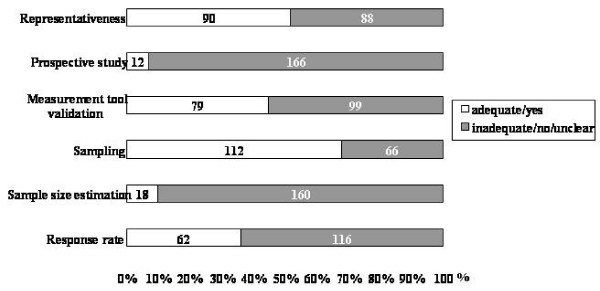 Representativeness 90 88
Prospective study 12 166
Measurement tool
validation 79 99
adequate/yes
inadequate/no/unclear
Sampling 112 66
Sample size estimation 18 160
Response rate 62 116
0% 10% 20% 30% 40% 50% 60% 70% 80% 90% 100 %